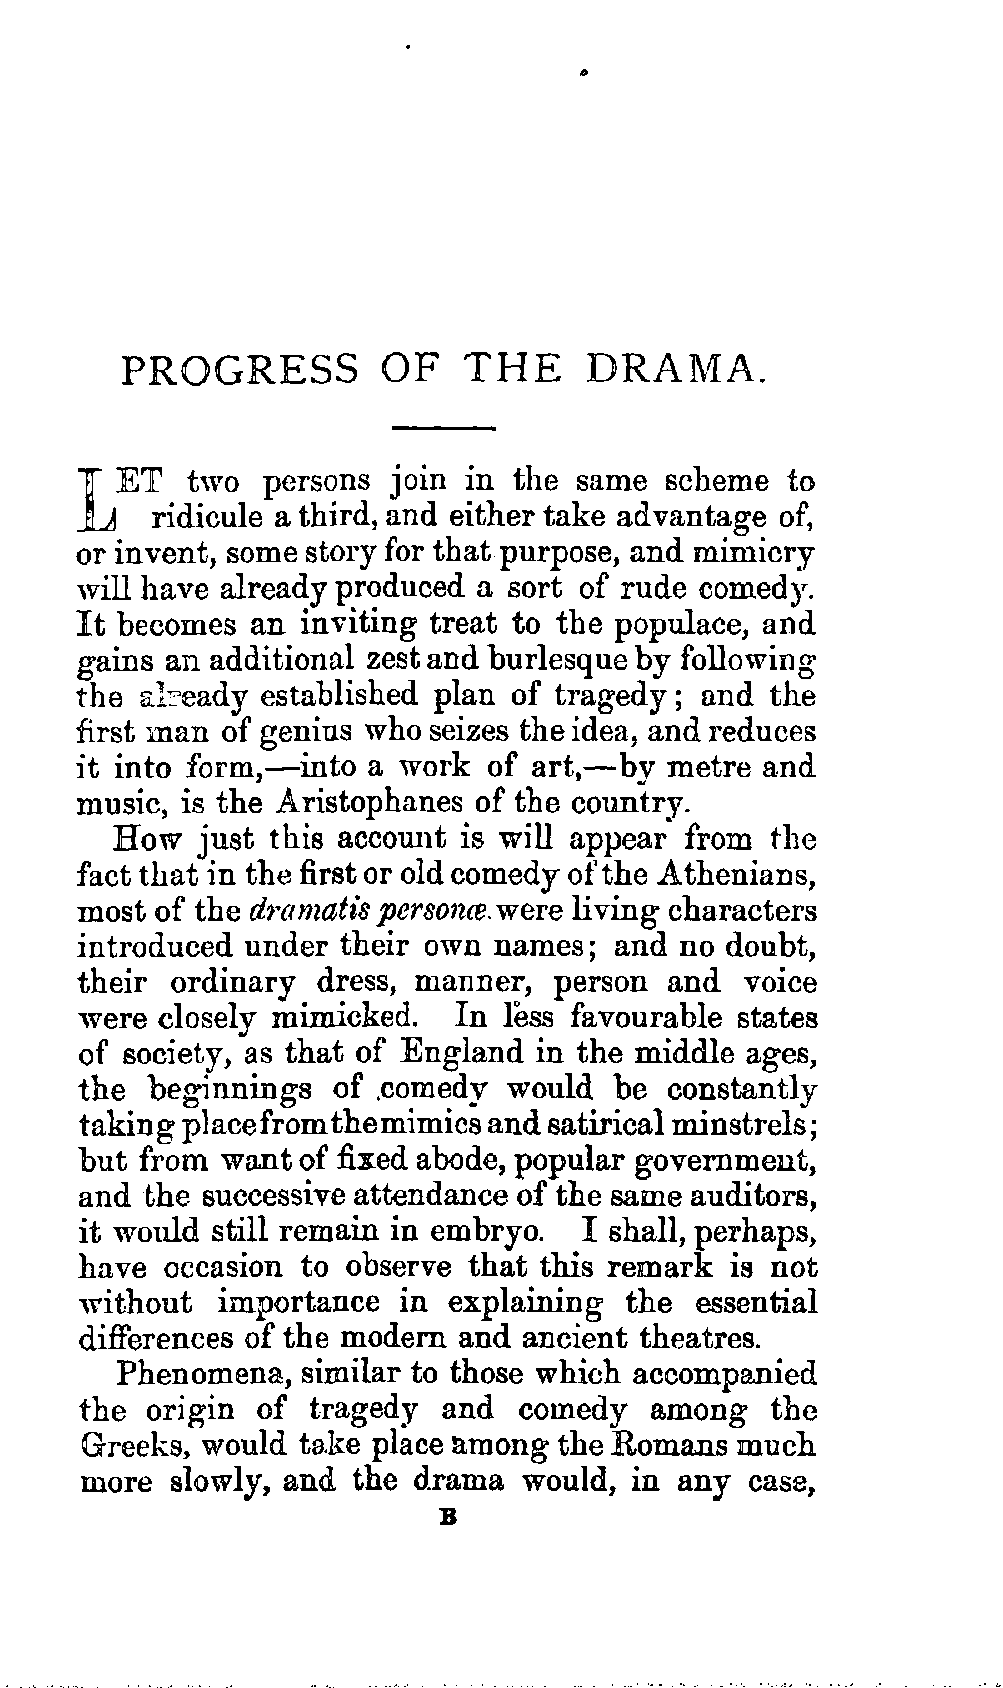 PROGRESS OF THE DRAMA.
LET two persons join in the same scheme to
ridicule a third, and either take advantage of,
or invent, some story for that purpose, and mimicry
will have already produced a sort of rude comedy.
It becomes an inviting treat to the populace, and
gains an additional zest and burlesque by following
the already established plan of tragedy; and the
first man of genius who seizes the idea, and reduces
it into form,—into a work of art,—by metre and
music, is the Aristophanes of the country.
How just this account is will appear from the
fact that in the first or old comedy of the Athenians,
most of the dramatis personæ were living characters
introduced under their own names; and no doubt,
their ordinary dress, manner, person and voice
were closely mimicked. In less favourable states
of society, as that of England in the middle ages,
the beginnings of comedy would be constantly
taking place from the mimics and satirical minstrels;
but from want of fixed abode, popular government,
and the successive attendance of the same auditors,
it would still remain in embryo. I shall, perhaps,
have occasion to observe that this remark is not
without importance in explaining the essential
differences of the modern and ancient theatres.
Phenomena, similar to those which accompanied
the origin of tragedy and comedy among the
Greeks, would take place among the Romans much
more slowly, and the drama would, in any case,
B